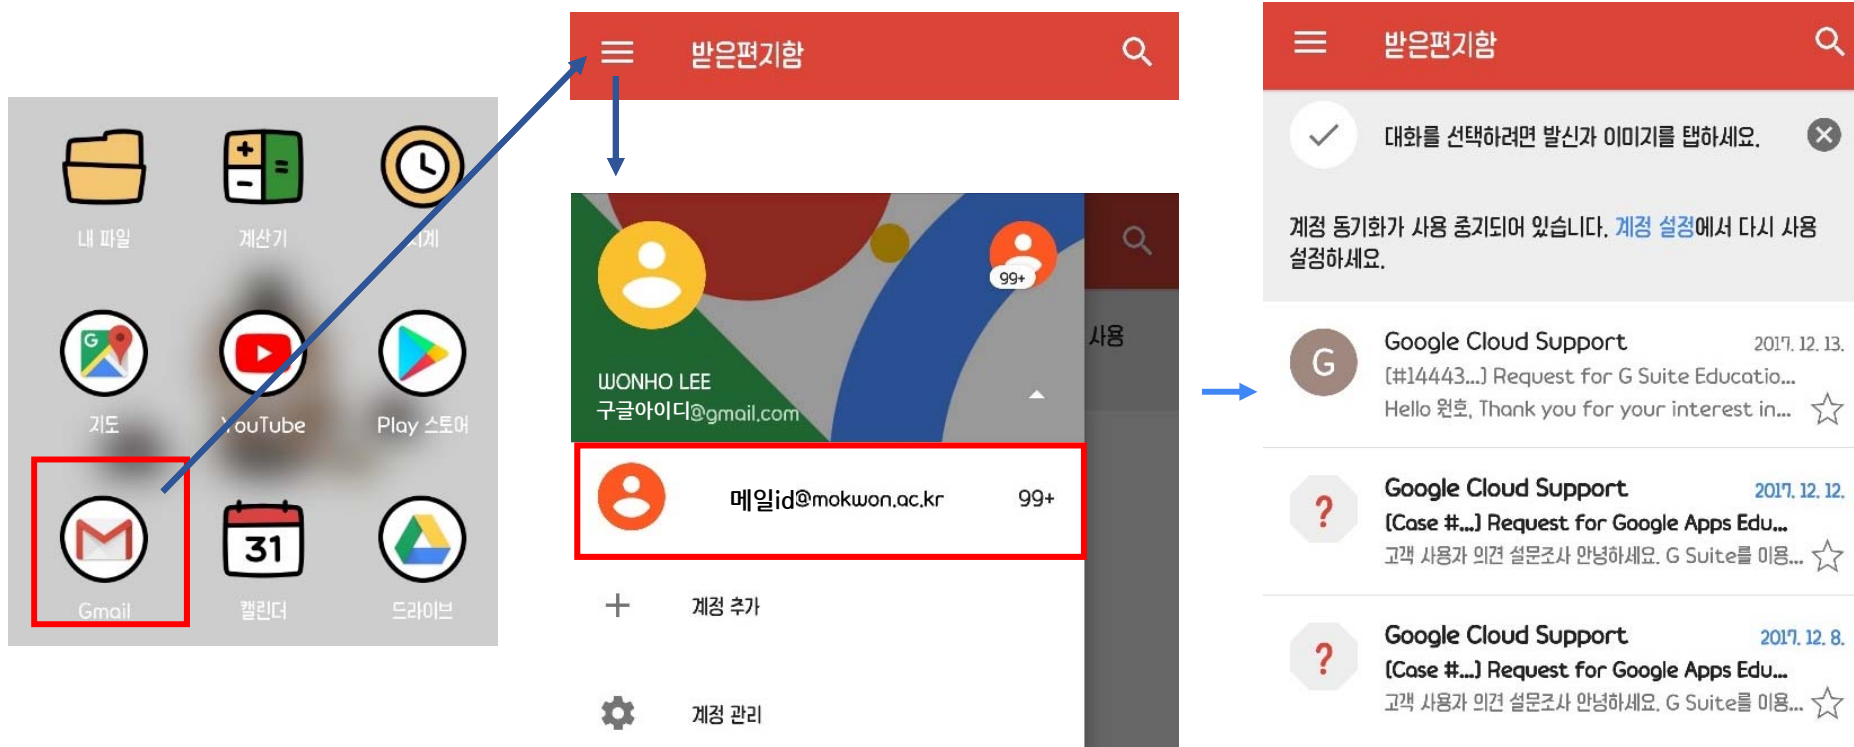 내 파일
계산기
시계
지도
YouTube
Play 스토어
Gmail
31
캘린더
드라이브
받은편지함
사용
99+
WONHO LEE
구글아이디@gmail.com
메일id@mokwon.ac.kr 99+
계정 추가
계정 관리
받은편지함
대화를 선택하려면 발신자 이미지를 탭하세요.
계정 동기화가 사용 중지되어 있습니다. 계정 설정에서 다시 사용
설정하세요.
G
Google Cloud Support 2017. 12. 13.
[#14443...] Request for G Suite Educatio...
Hello 원호, Thank you for your interest in...
?
Google Cloud Support 2017. 12. 12.
[Case #...] Request for Google Apps Edu...
고객 사용자 의견 설문조사 안녕하세요. G Suite를 이용...
?
Google Cloud Support 2017. 12. 8.
[Case #...] Request for Google Apps Edu...
고객 사용자 의견 설문조사 안녕하세요. G Suite를 이용...